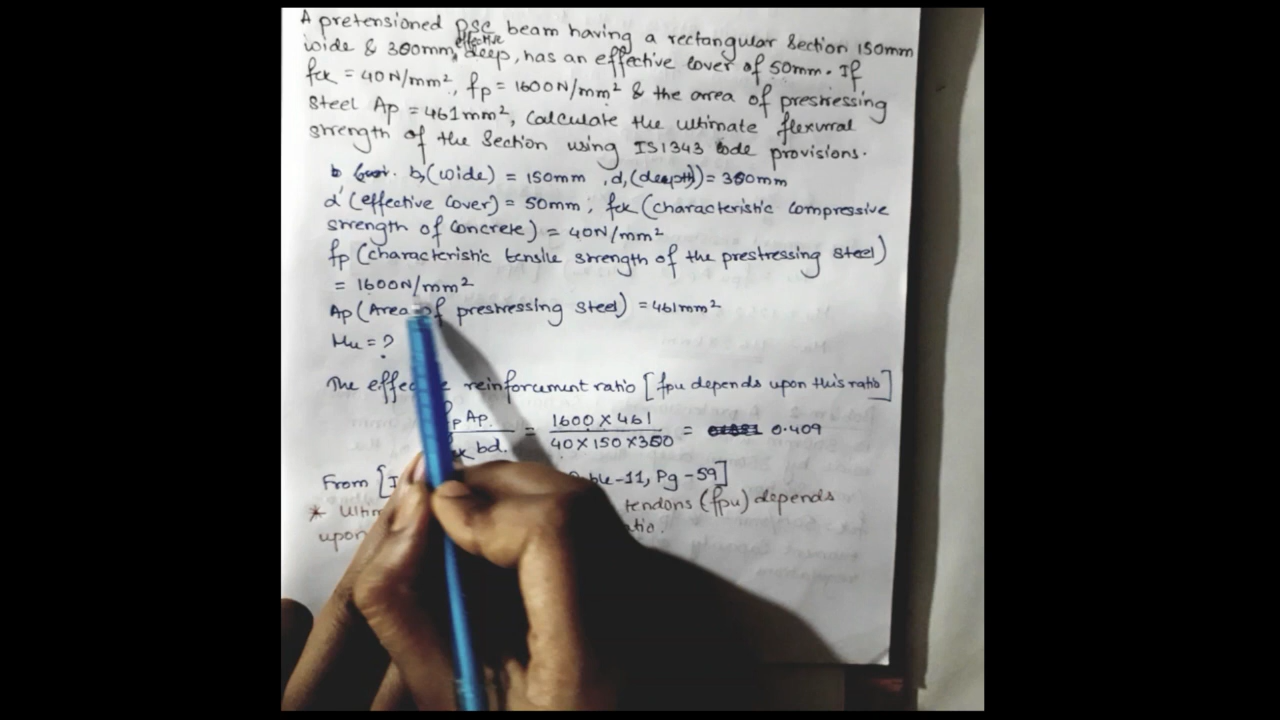 A pretensioned psc beam having a rectangular section 150mm
wide & 300mm, effective deep, has an effective cover of 50mm. If
fck = 40N/mm², fp = 1600N/mm² & the area of prestressing
steel Ap = 461mm², Calculate the ultimate flexural
strength of the section using IS1343 code provisions.
b, (wide) = 150mm , d, (deepth) = 300mm
d' (effective cover) = 50mm ; fck (characteristic compressive
strength of concrete) = 40N/mm²
fp (characteristic tensile strength of the prestressing steel)
= 1600N/mm²
Ap (Area of prestressing steel) = 461mm²
Mu = ?
The reinforcement ratio [fpu depends upon this ratio]
Ap. = 1600 X 461 = 0.409
bd. 40 X 150 X 300
From -11, Pg - 59]
* tendons (fpu) depends
upon